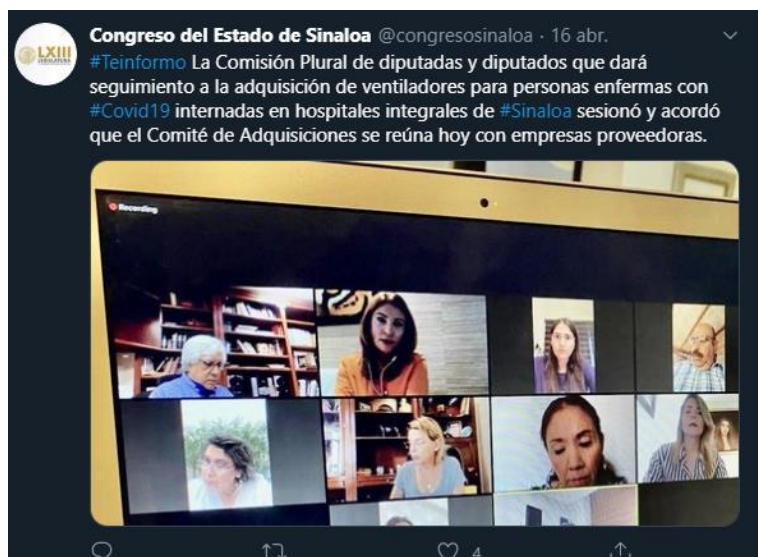 Congreso del Estado de Sinaloa @congresosinaloa · 16 abr.
LXIII
LEGISLATURA
#Teinformo La Comisión Plural de diputadas y diputados que dará
seguimiento a la adquisición de ventiladores para personas enfermas con
#Covid19 internadas en hospitales integrales de #Sinaloa sesionó y acordó
que el Comité de Adquisiciones se reúna hoy con empresas proveedoras.
Recording
4